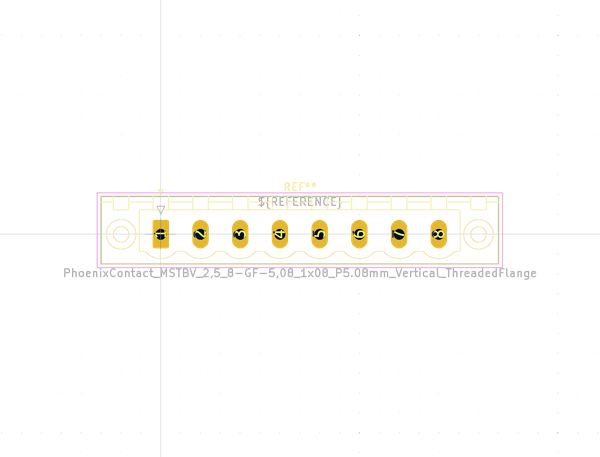 REF**
${REFERENCE}
1 2 3 4 5 6 7 8
PhoenixContact_MSTBV_2,5_8-GF-5,08_1x08_P5.08mm_Vertical_ThreadedFlange